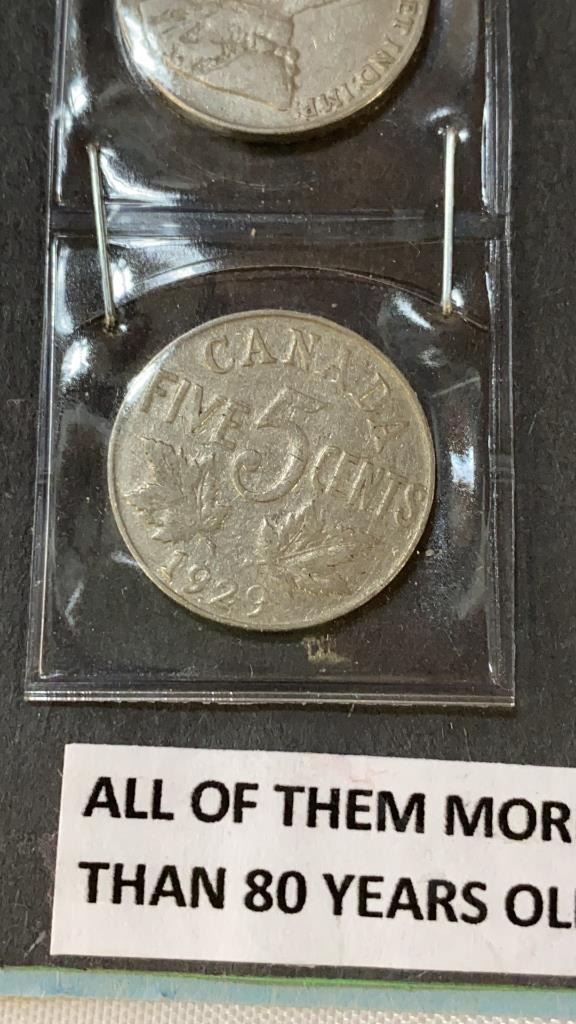 ET IND: IMP
CANADA
FIVE 5 CENTS
1929
ALL OF THEM MOR
THAN 80 YEARS OL